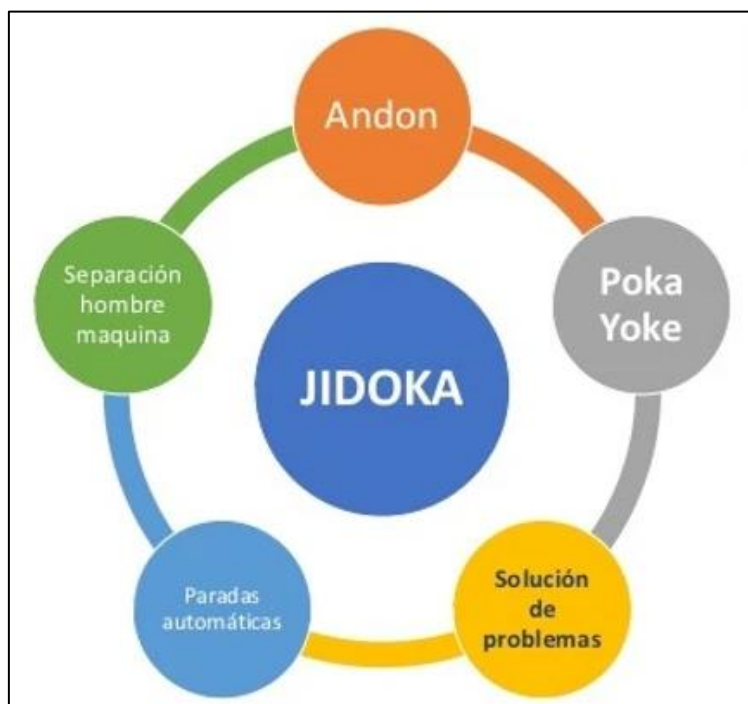 Andon
Poka
Yoke
Solución
de
problemas
Paradas
automáticas
Separación
hombre
maquina
JIDOKA